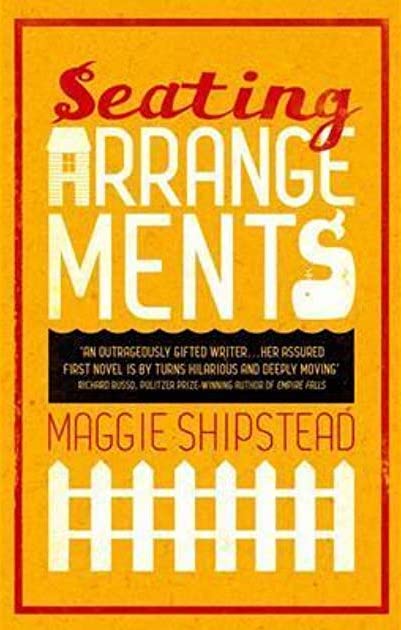 Seating
ARRANGE
MENTS
'AN OUTRAGEOUSLY GIFTED WRITER...HER ASSURED
FIRST NOVEL IS BY TURNS HILARIOUS AND DEEPLY MOVING'
RICHARD RUSSO, PULITZER PRIZE-WINNING AUTHOR OF EMPIRE FALLS
MAGGIE SHIPSTEAD